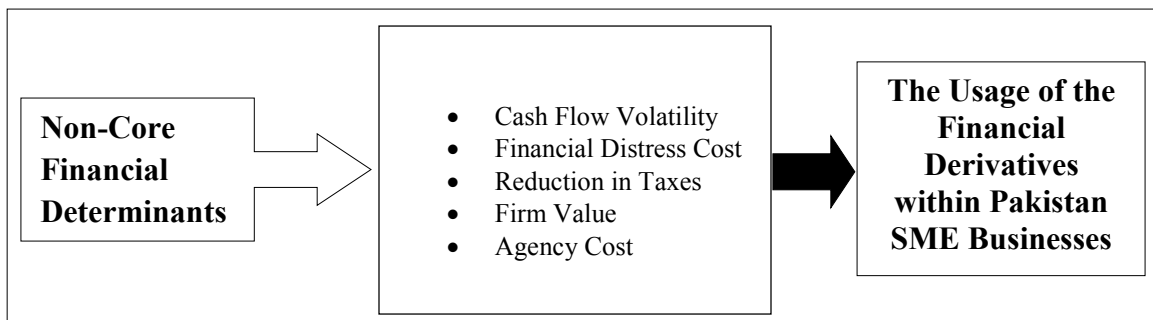 Non-Core
Financial
Determinants
• Cash Flow Volatility
• Financial Distress Cost
• Reduction in Taxes
• Firm Value
• Agency Cost
The Usage of the
Financial
Derivatives
within Pakistan
SME Businesses